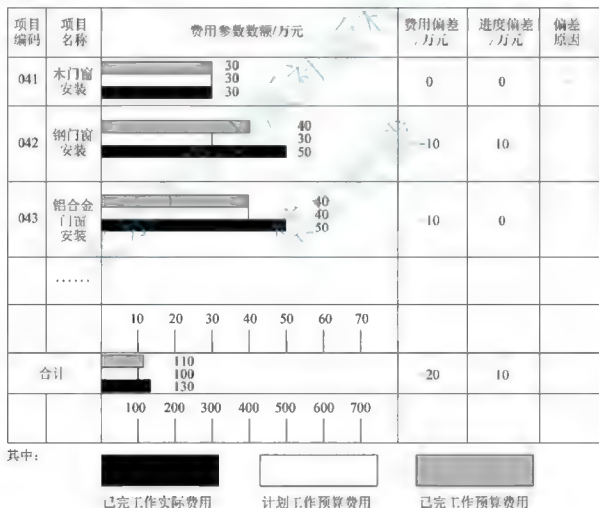 项目编码 项目名称 费用参数数额/万元 费用偏差/万元 进度偏差/万元 偏差原因
041 木门窗安装 30 30 30 0 0
042 钢门窗安装 40 30 50 -10 10
043 铝合金门窗安装 40 40 50 -10 0
……
10 20 30 40 50 60 70
合计 110 100 130 -20 10
100 200 300 400 500 600 700
其中:
已完工作实际费用 计划工作预算费用 已完工作预算费用